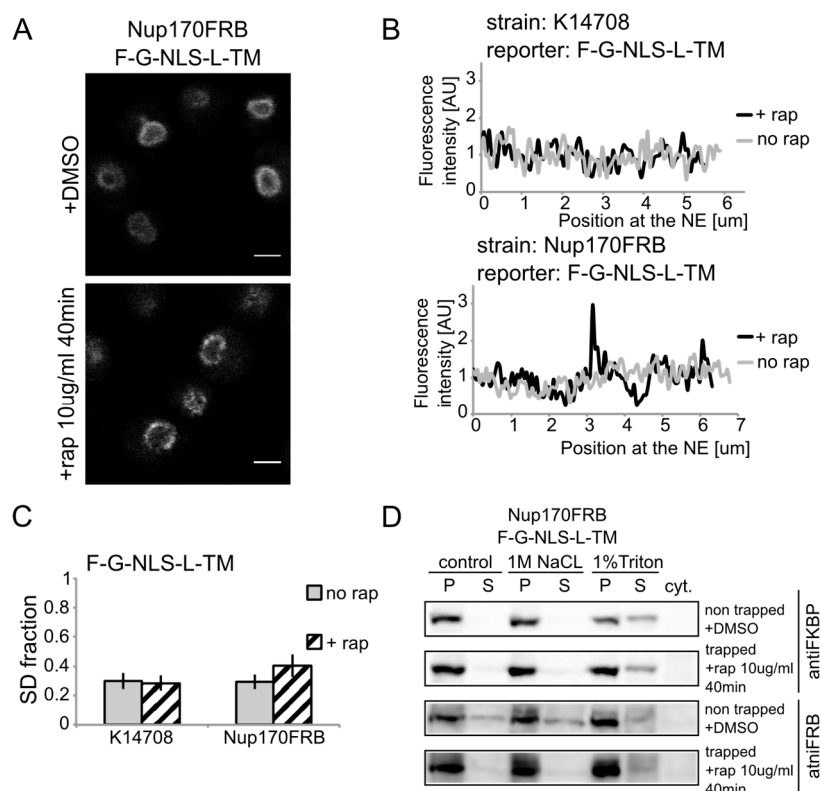 A
Nup170FRB
F-G-NLS-L-TM
+DMSO
+rap 10ug/ml 40min
B
strain: K14708
reporter: F-G-NLS-L-TM
Fluorescence
intensity [AU]
3
2
1
0
0 1 2 3 4 5 6
Position at the NE [um]
+ rap
no rap
strain: Nup170FRB
reporter: F-G-NLS-L-TM
Fluorescence
intensity [AU]
3
2
1
0
0 1 2 3 4 5 6 7
Position at the NE [um]
+ rap
no rap
C
F-G-NLS-L-TM
SD fraction
1
0.8
0.6
0.4
0.2
0
K14708 Nup170FRB
no rap
+ rap
D
Nup170FRB
F-G-NLS-L-TM
control 1M NaCL 1%Triton
P S P S P S cyt.
non trapped
+DMSO
trapped
+rap 10ug/ml
40min
non trapped
+DMSO
trapped
+rap 10ug/ml
40min
antiFKBP
atniFRB